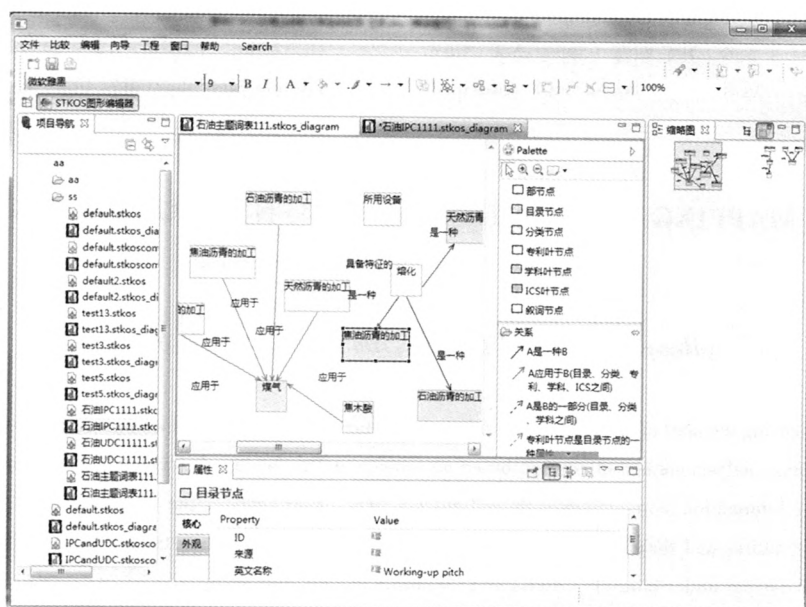 文件 比较 编辑 向导 工程 窗口 帮助 Search
微软雅黑 9 B I A 100%
STKOS图形编辑器
项目导航
aa
aa
ss
default.stkos
default.stkos_dia
default.stkoscom
default.stkoscom
default2.stkos
default2.stkos_di
test13.stkos
test13.stkos_diag
test3.stkos
test3.stkos_diagr
test5.stkos
test5.stkos_diagr
石油IPC1111.stkc
石油IPC1111.stkc
石油UDC11111.st
石油UDC11111.st
石油主题词表111.
石油主题词表111.
default.stkos
default.stkos_diagra
IPCandUDC.stkosco
IPCandUDC.stkosco
石油主题词表111.stkos_diagram
*石油IPC1111.stkos_diagram
石油沥青的加工
所用设备
天然沥青
是一种
焦油沥青的加工
具备特征的
熔化
天然沥青的加工
是一种
的加工
应用于
应用于
应用于
焦油沥青的加工
是一种
应用于
煤气
应用于
焦木酸
石油沥青的加工
Palette
部节点
目录节点
分类节点
专利叶节点
学科叶节点
ICS叶节点
叙词节点
关系
A是一种B
A应用于B(目录、分类、专
利、学科、ICS之间)
A是B的一部分(目录、分类
、学科之间)
专利叶节点是目录节点的一
种属性
缩略图
属性
目录节点
核心
外观
Property Value
ID
来源
英文名称 Working-up pitch